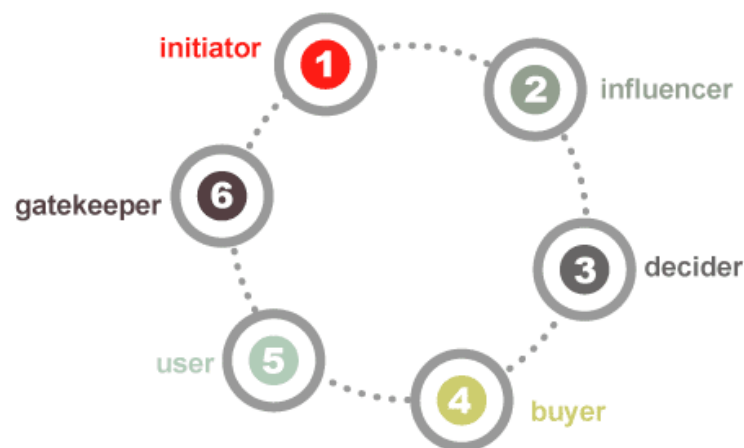 initiator
1
2
influencer
3
decider
4
buyer
5
user
6
gatekeeper